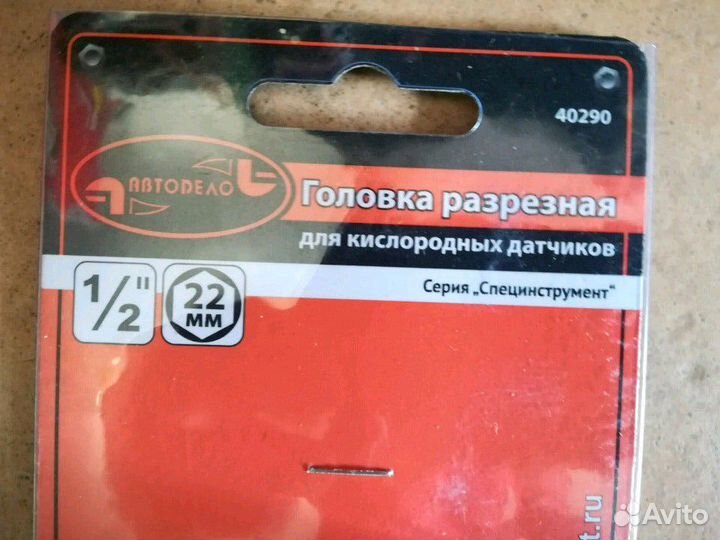 40290
АВТОДЕЛО
Головка разрезная
для кислородных датчиков
Серия „Специнструмент“
1/2"
22
ММ
t.ru
Avito